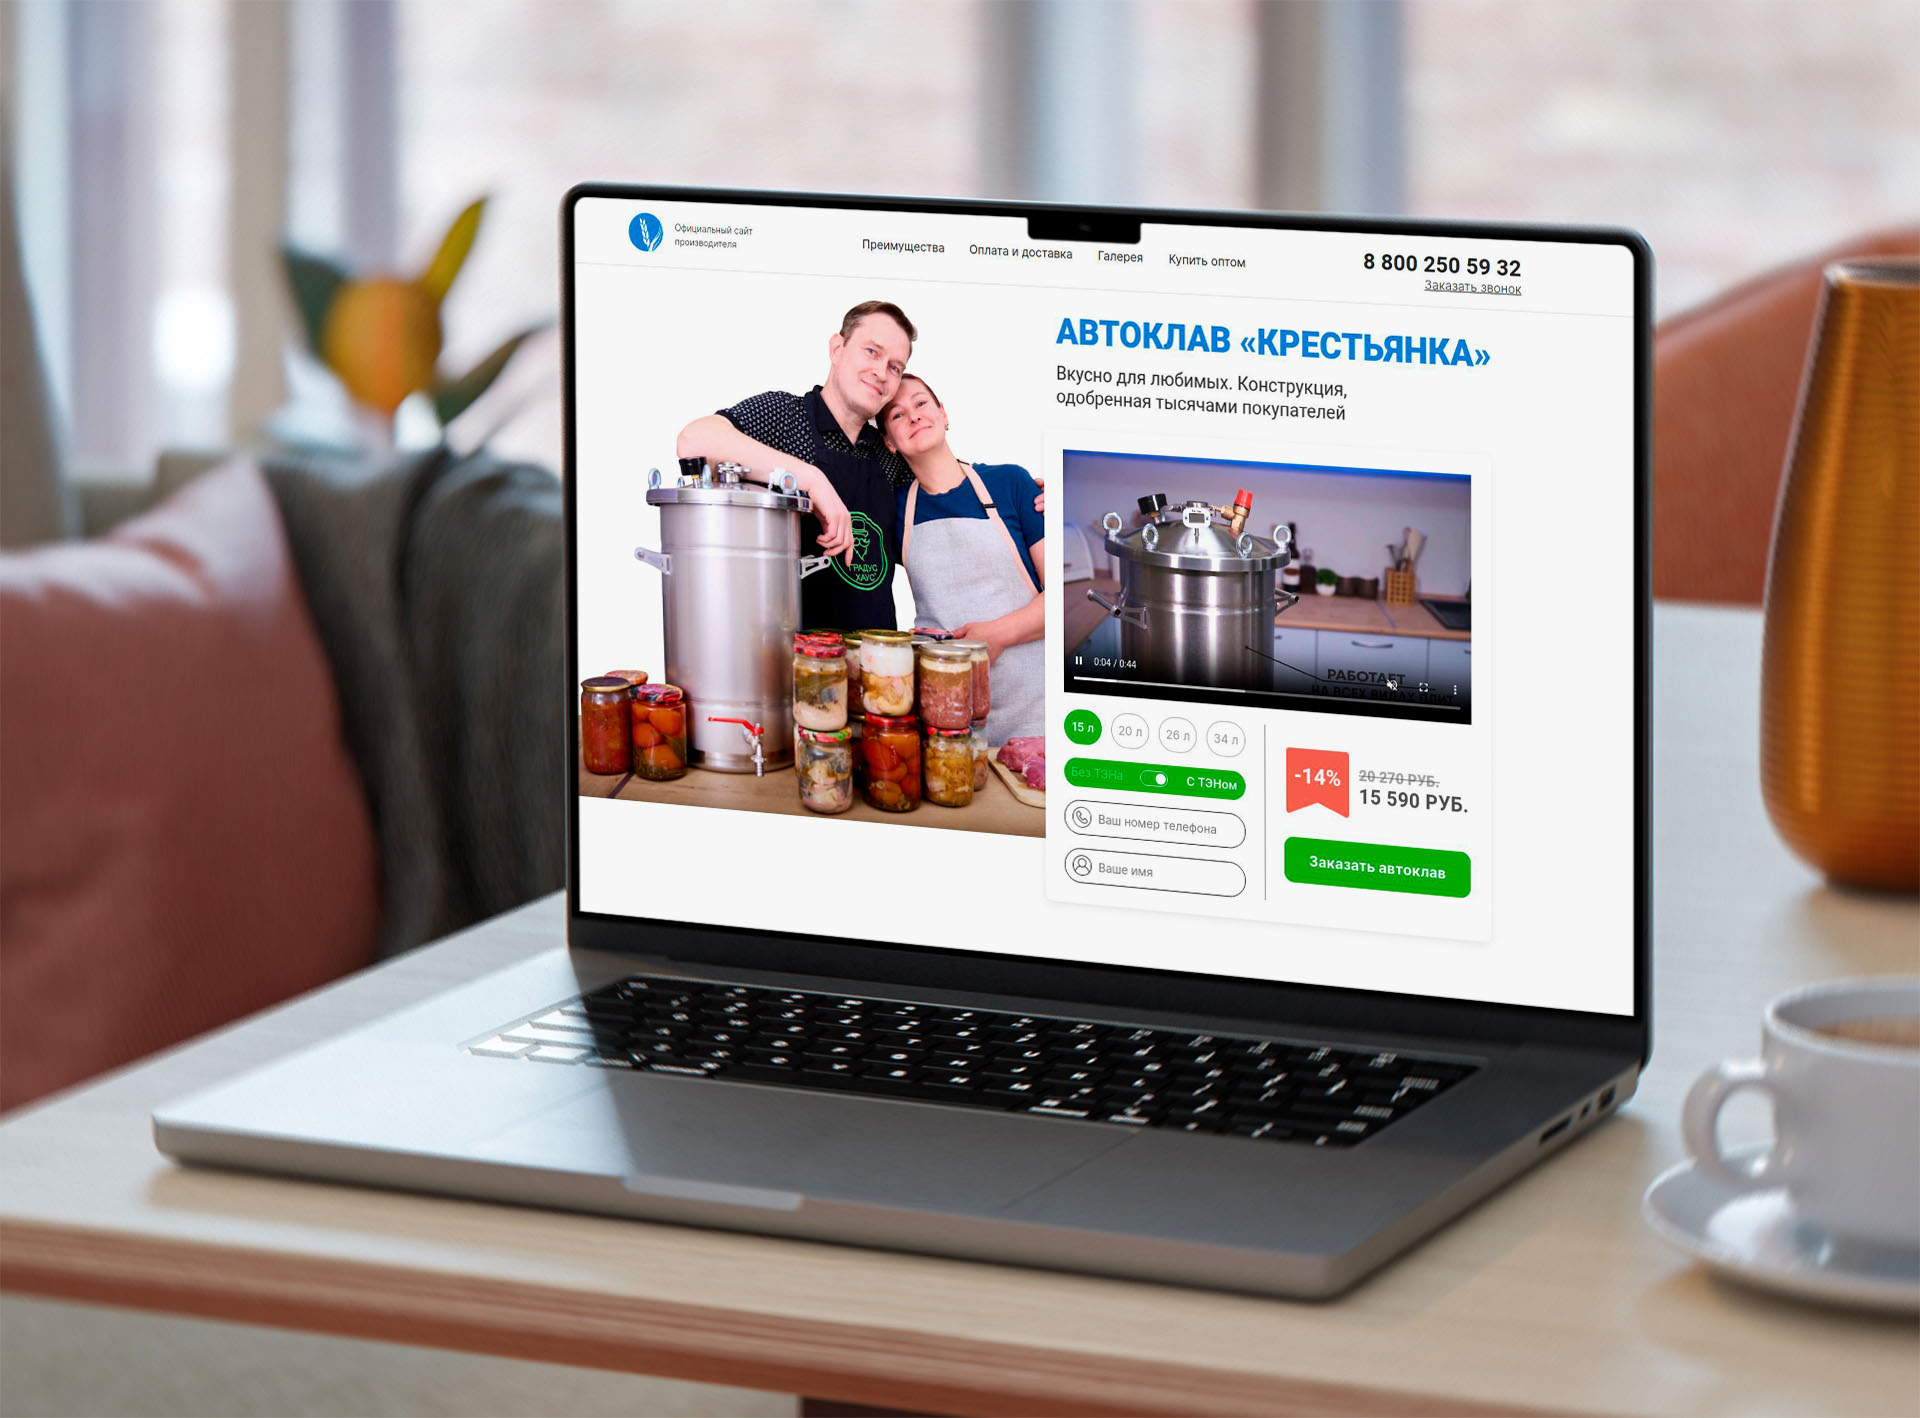 Официальный сайт
производителя
Преимущества
Оплата и доставка
Галерея
Купить оптом
8 800 250 59 32
Заказать звонок
АВТОКЛАВ «КРЕСТЬЯНКА»
Вкусно для любимых. Конструкция,
одобренная тысячами покупателей
ГРАДУС
ХАУС
РАБОТАЕТ
НА ВСЕХ ВИДАХ ПЛИТ
0:04 / 0:44
15 л
20 л
26 л
34 л
Без ТЭНа
С ТЭНом
Ваш номер телефона
Ваше имя
-14%
20 270 РУБ.
15 590 РУБ.
Заказать автоклав